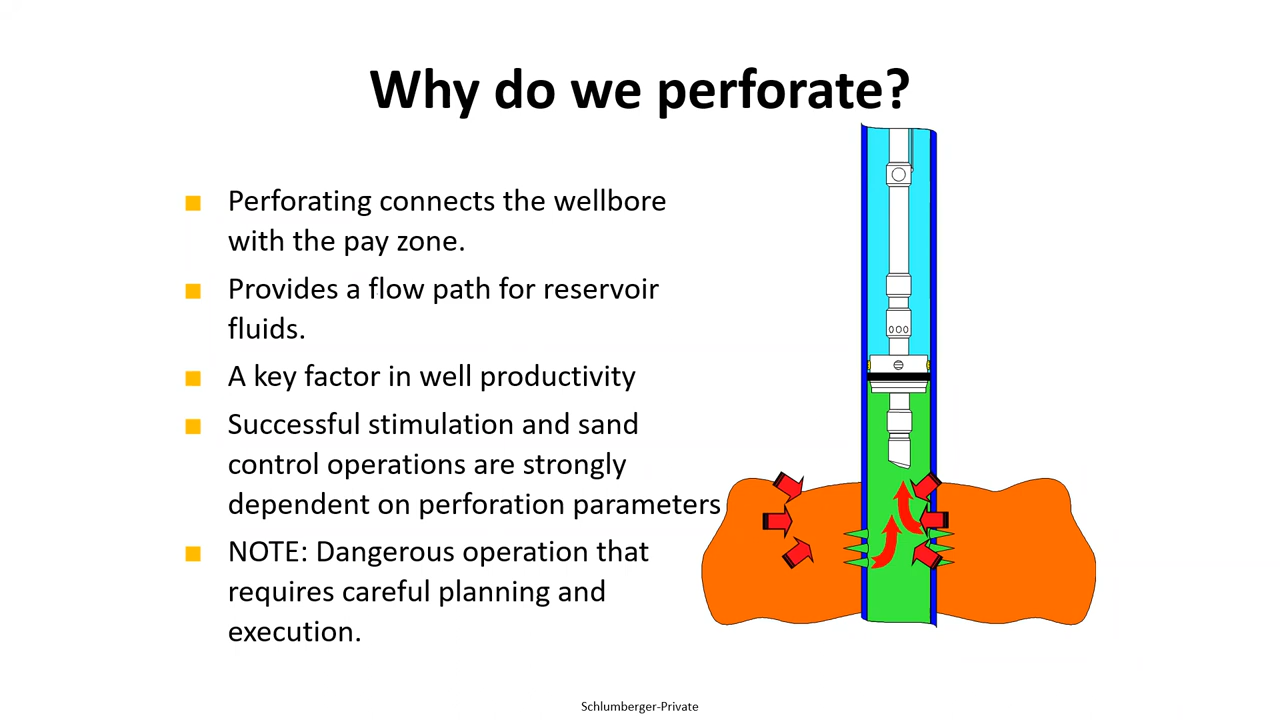 Why do we perforate?
Perforating connects the wellbore
with the pay zone.
Provides a flow path for reservoir
fluids.
A key factor in well productivity
Successful stimulation and sand
control operations are strongly
dependent on perforation parameters
NOTE: Dangerous operation that
requires careful planning and
execution.
Schlumberger-Private